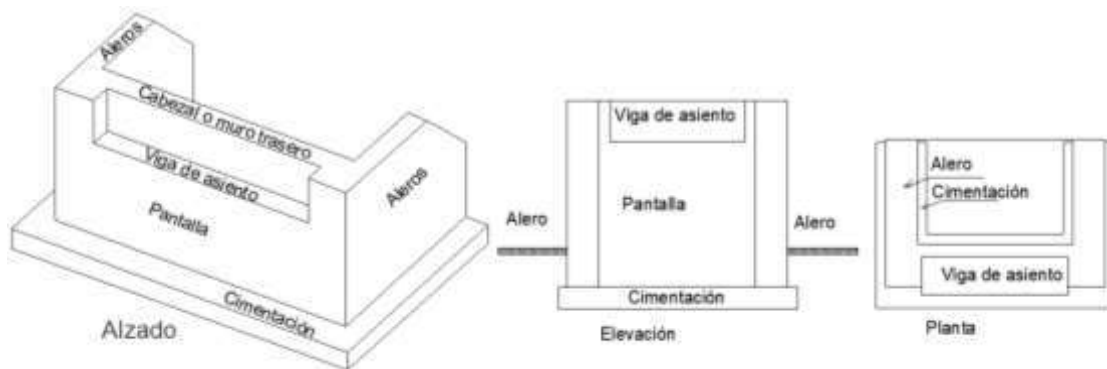 Aleros
Cabezal o muro trasero
Viga de asiento
Aleros
Pantalla
Cimentación
Alzado
Viga de asiento
Alero
Pantalla
Alero
Cimentación
Elevación
Alero
Cimentación
Viga de asiento
Planta